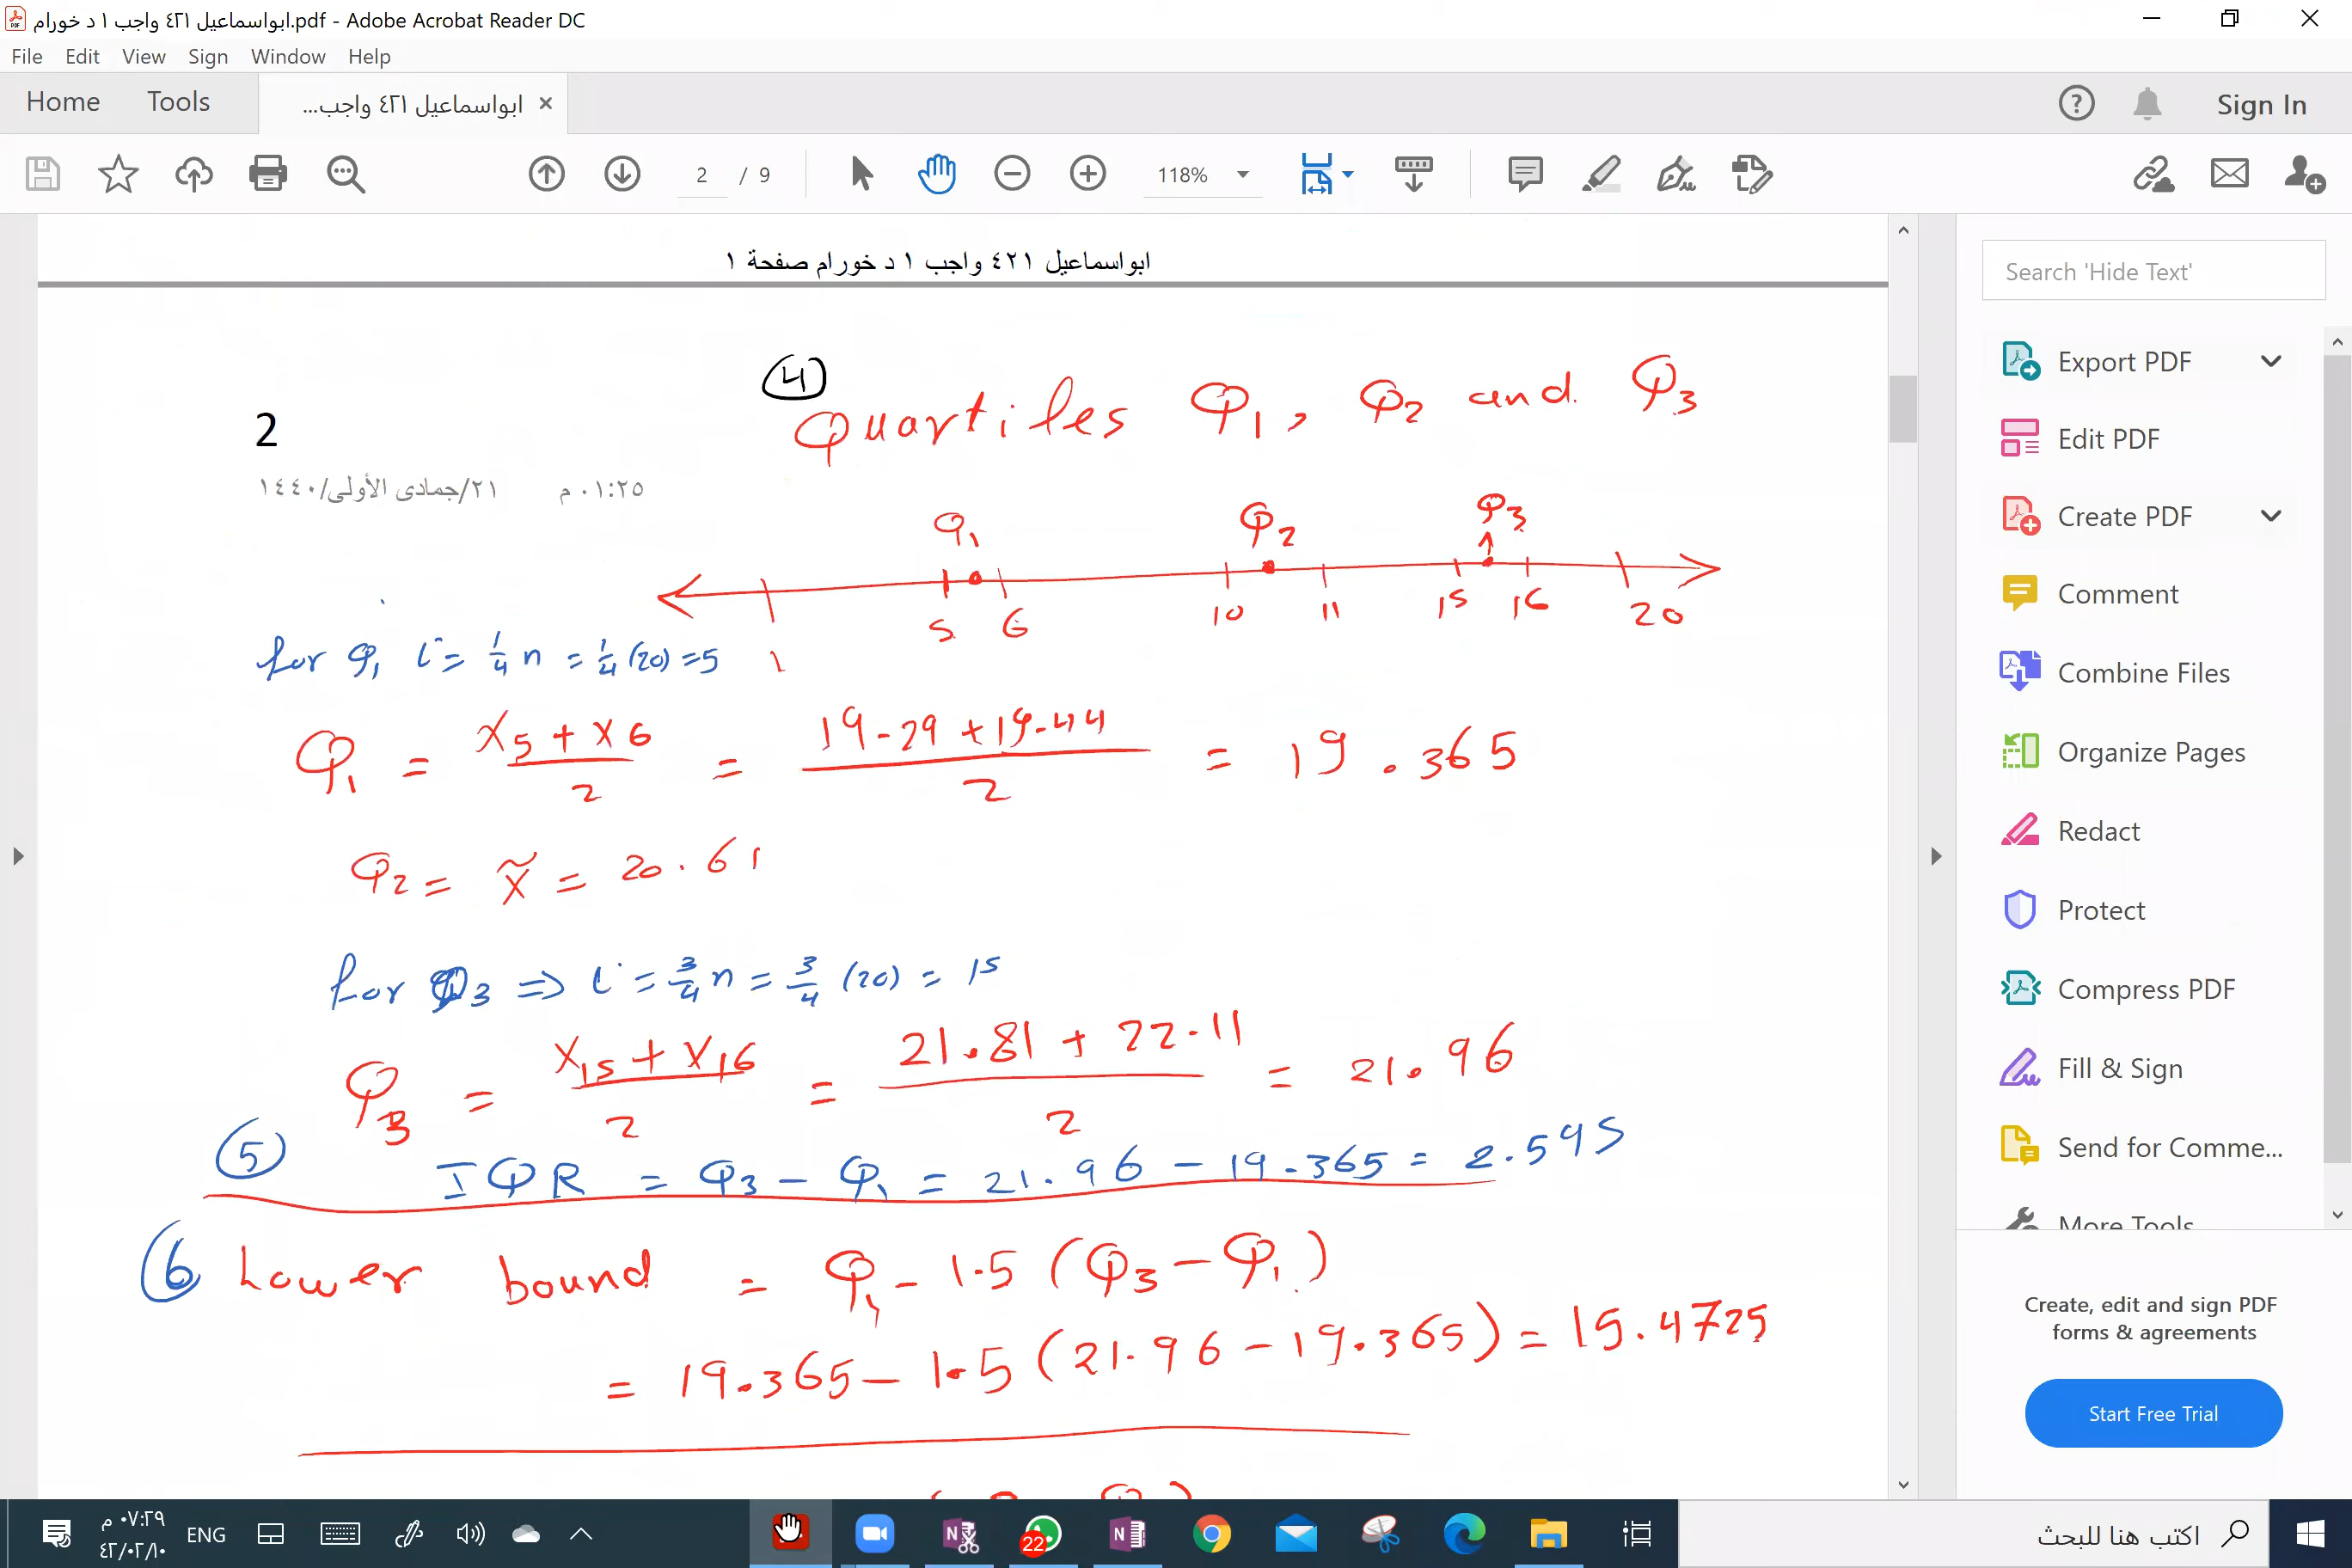 ابواسماعيل ٤٢١ واجب ١ د خورام.pdf - Adobe Acrobat Reader DC
File Edit View Sign Window Help
Home Tools ابواسماعيل ٤٢١ واجب... Sign In
2 / 9 118%
ابواسماعيل ٤٢١ واجب ١ د خورام صفحة ١
Search 'Hide Text'
Export PDF
Edit PDF
Create PDF
Comment
Combine Files
Organize Pages
Redact
Protect
Compress PDF
Fill & Sign
Send for Comme...
More Tools
Create, edit and sign PDF
forms & agreements
Start Free Trial
2
٢١/جمادى الأولى/١٤٤٠ ٠١:٢٥ م
4
Quartiles Q1, Q2 and Q3
Q1 Q2 Q3
1 5 6 10 11 15 16 20
for Q1 i = 1/4 n = 1/4 (20) = 5
Q1 = X5 + X6 / 2 = 19.29 + 19.44 / 2 = 19.365
Q2 = x̃ = 20.61
for Q3 => i = 3/4 n = 3/4 (20) = 15
Q3 = X15 + X16 / 2 = 21.81 + 22.11 / 2 = 21.96
5 IQR = Q3 - Q1 = 21.96 - 19.365 = 2.595
6 Lower bound = Q1 - 1.5 (Q3 - Q1)
= 19.365 - 1.5 (21.96 - 19.365) = 15.4725
٠٧:٢٩ م
٤٢/٠٢/١٠
ENG
22
اكتب هنا للبحث